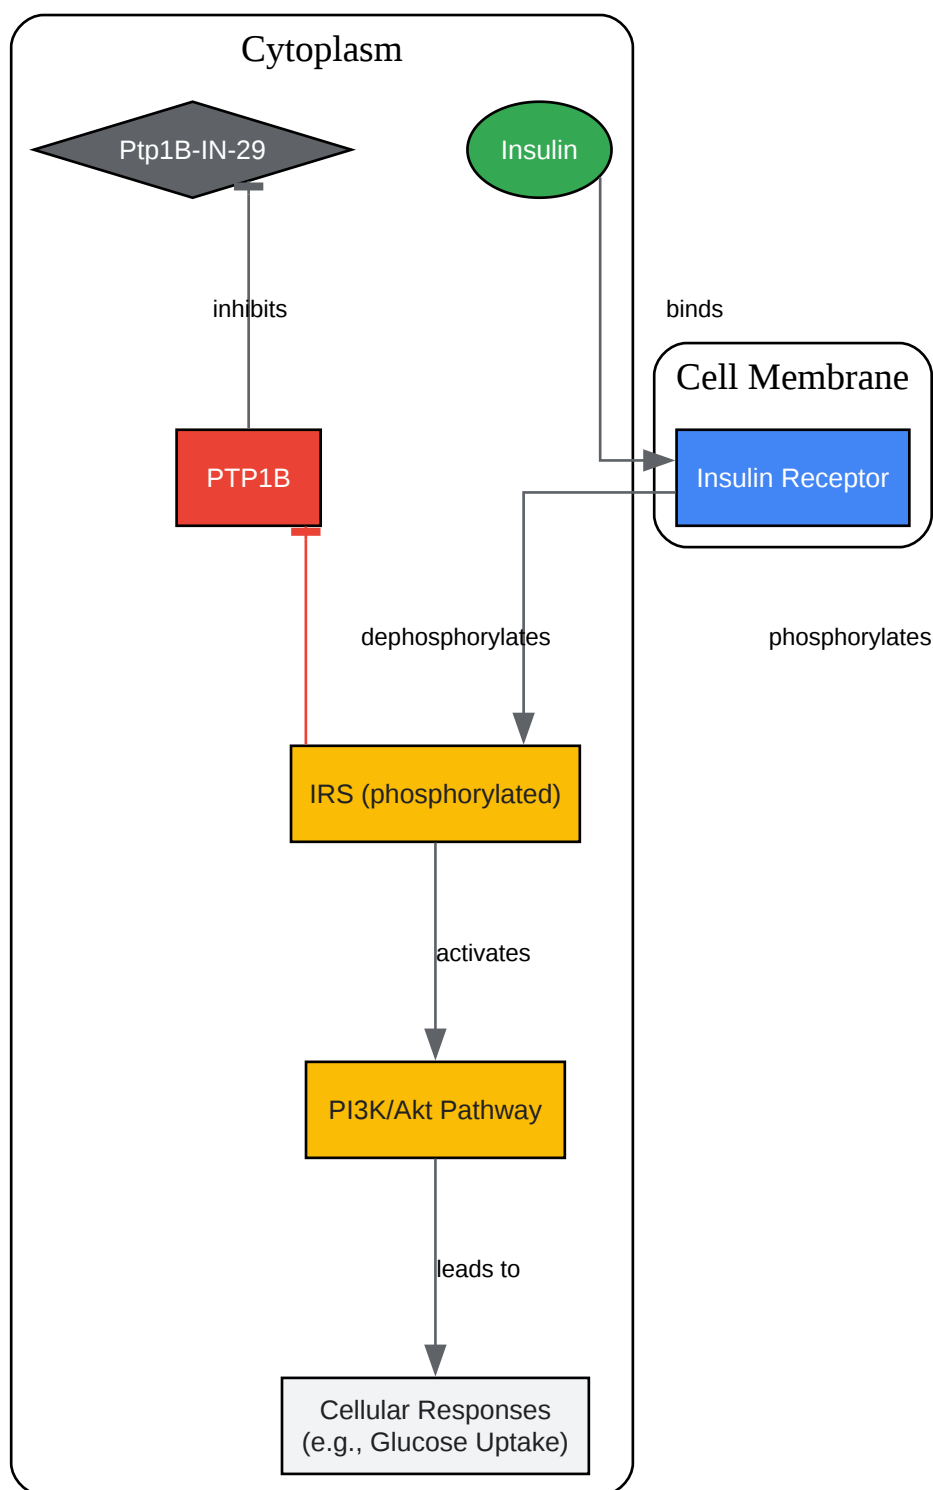 Cytoplasm
Ptp1B-IN-29
Insulin
inhibits
binds
Cell Membrane
PTP1B
Insulin Receptor
dephosphorylates
phosphorylates
IRS (phosphorylated)
activates
PI3K/Akt Pathway
leads to
Cellular Responses
(e.g., Glucose Uptake)